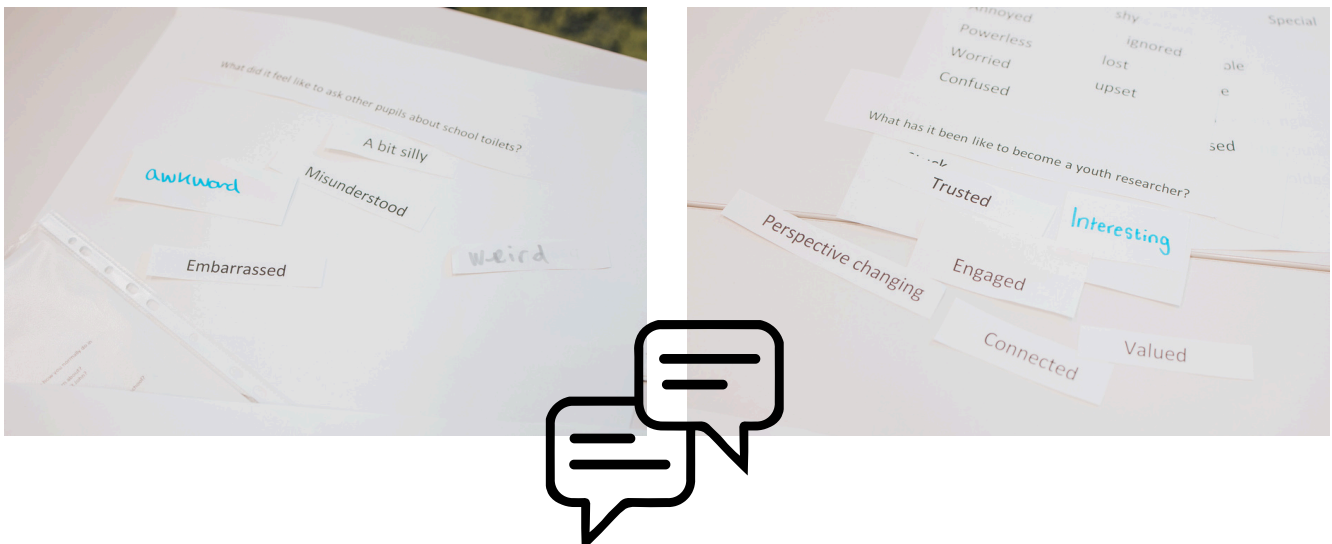 What did it feel like to ask other pupils about school toilets?
A bit silly
awkword
Misunderstood
Embarrassed
weird
Annoyed
shy
Special
Powerless
ignored
Worried
lost
Confused
upset
What has it been like to become a youth researcher?
Trusted
Interesting
Perspective changing
Engaged
Connected
Valued